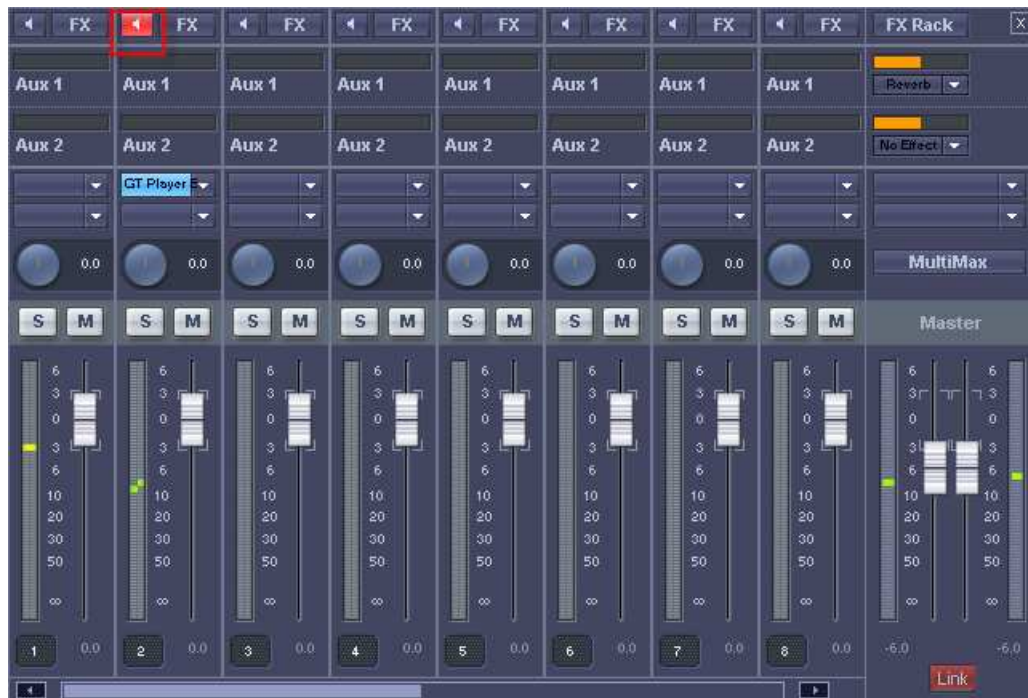 FX FX FX FX FX FX FX FX FX Rack X
Aux 1 Aux 1 Aux 1 Aux 1 Aux 1 Aux 1 Aux 1 Aux 1 Reverb
Aux 2 Aux 2 Aux 2 Aux 2 Aux 2 Aux 2 Aux 2 Aux 2 No Effect
GT Player
0.0 0.0 0.0 0.0 0.0 0.0 0.0 0.0 MultiMax
S M S M S M S M S M S M S M S M Master
6 6 6 6 6 6 6 6 6 6
3 3 3 3 3 3 3 3 3 3
0 0 0 0 0 0 0 0 0 0
3 3 3 3 3 3 3 3 3 3
6 6 6 6 6 6 6 6 6 6
10 10 10 10 10 10 10 10 10 10
20 20 20 20 20 20 20 20 20 20
30 30 30 30 30 30 30 30 30 30
50 50 50 50 50 50 50 50 50 50
∞ ∞ ∞ ∞ ∞ ∞ ∞ ∞ ∞ ∞
1 0.0 2 0.0 3 0.0 4 0.0 5 0.0 6 0.0 7 0.0 8 0.0 -6.0 -6.0
Link